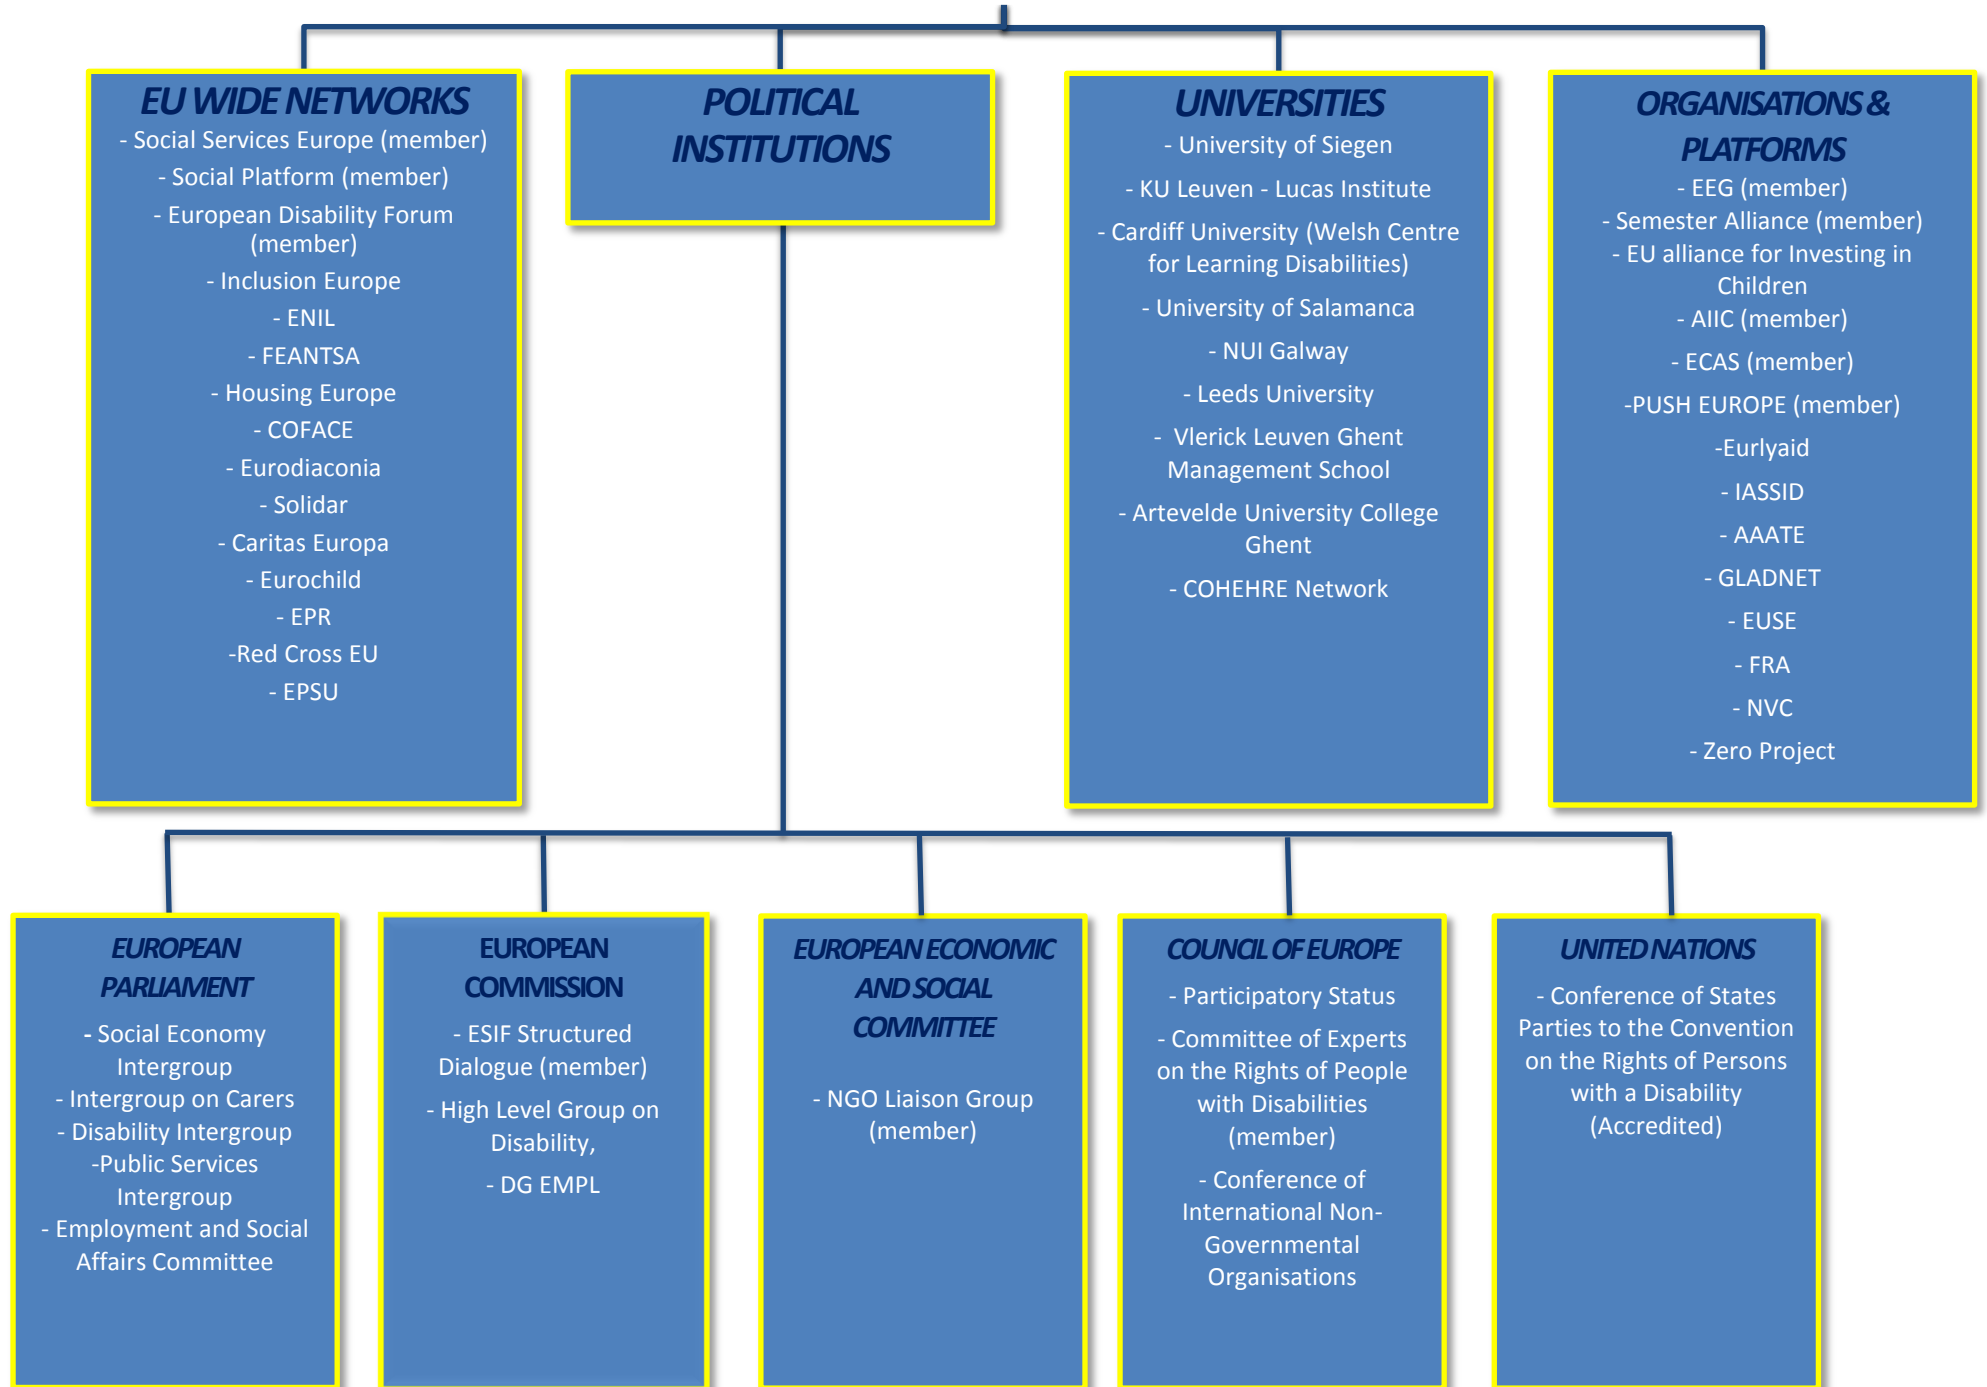 EU WIDE NETWORKS
- Social Services Europe (member)
- Social Platform (member)
- European Disability Forum
(member)
- Inclusion Europe
- ENIL
- FEANTSA
- Housing Europe
- COFACE
- Eurodiaconia
- Solidar
- Caritas Europa
- Eurochild
- EPR
-Red Cross EU
- EPSU
POLITICAL
INSTITUTIONS
UNIVERSITIES
- University of Siegen
- KU Leuven - Lucas Institute
- Cardiff University (Welsh Centre
for Learning Disabilities)
- University of Salamanca
- NUI Galway
- Leeds University
- Vlerick Leuven Ghent
Management School
- Artevelde University College
Ghent
- COHEHRE Network
ORGANISATIONS &
PLATFORMS
- EEG (member)
- Semester Alliance (member)
- EU alliance for Investing in
Children
- AIIC (member)
- ECAS (member)
-PUSH EUROPE (member)
-Eurlyaid
- IASSID
- AAATE
- GLADNET
- EUSE
- FRA
- NVC
- Zero Project
EUROPEAN
PARLIAMENT
- Social Economy
Intergroup
- Intergroup on Carers
- Disability Intergroup
-Public Services
Intergroup
- Employment and Social
Affairs Committee
EUROPEAN
COMMISSION
- ESIF Structured
Dialogue (member)
- High Level Group on
Disability,
- DG EMPL
EUROPEAN ECONOMIC
AND SOCIAL
COMMITTEE
- NGO Liaison Group
(member)
COUNCIL OF EUROPE
- Participatory Status
- Committee of Experts
on the Rights of People
with Disabilities
(member)
- Conference of
International Non-
Governmental
Organisations
UNITED NATIONS
- Conference of States
Parties to the Convention
on the Rights of Persons
with a Disability
(Accredited)